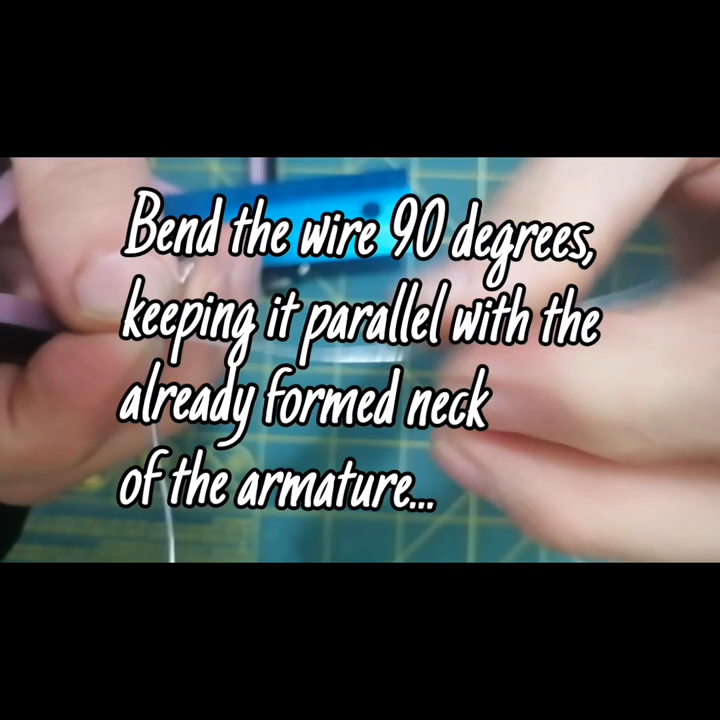 Bend the wire 90 degrees,
keeping it parallel with the
already formed neck
of the armature...